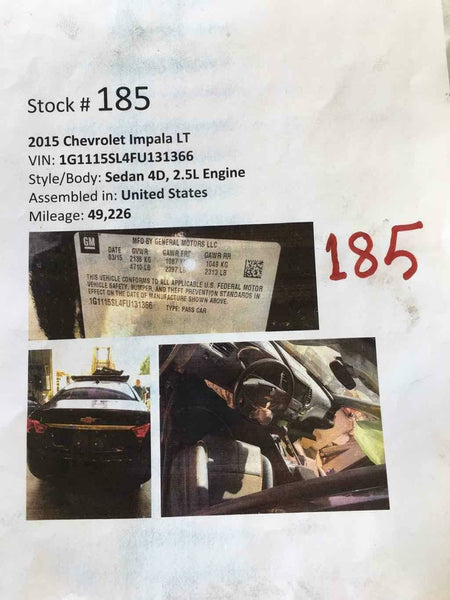 Stock # 185
2015 Chevrolet Impala LT
VIN: 1G1115SL4FU131366
Style/Body: Sedan 4D, 2.5L Engine
Assembled in: United States
Mileage: 49,226
GM
MFD BY GENERAL MOTORS LLC
DATE GVWR GAWR FRT GAWR RR
03/15 2136 KG 1087 KG 1049 KG
4710 LB 2397 LB 2313 LB
THIS VEHICLE CONFORMS TO ALL APPLICABLE U.S. FEDERAL MOTOR
VEHICLE SAFETY, BUMPER, AND THEFT PREVENTION STANDARDS IN
EFFECT ON THE DATE OF MANUFACTURE SHOWN ABOVE.
1G1115SL4FU131366 TYPE: PASS CAR
185